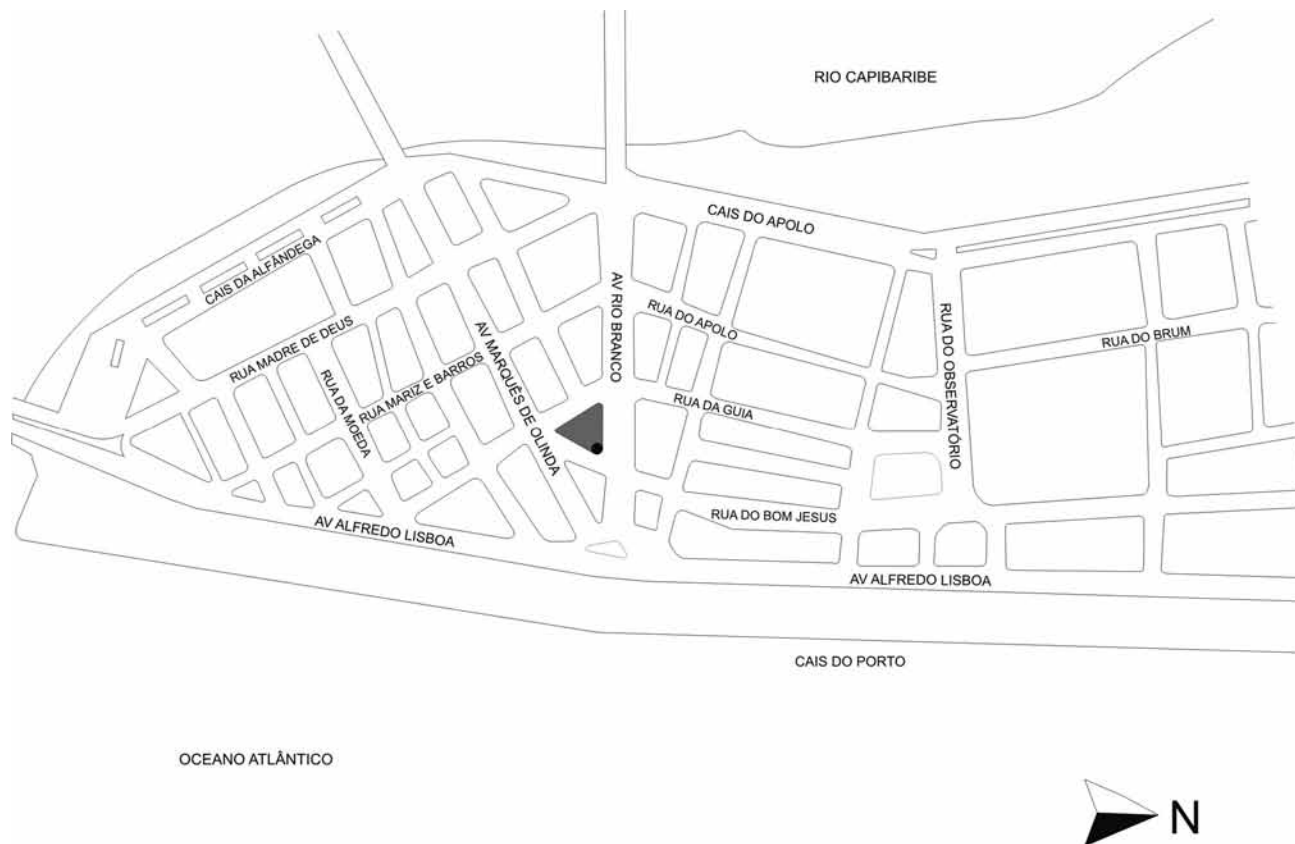 RIO CAPIBARIBE
CAIS DO APOLO
CAIS DA ALFÂNDEGA
AV RIO BRANCO
RUA DO APOLO
RUA DO OBSERVATÓRIO
RUA DO BRUM
RUA MADRE DE DEUS
AV MARQUÊS DE OLINDA
RUA MARIZ E BARROS
RUA DA MOEDA
RUA DA GUIA
RUA DO BOM JESUS
AV ALFREDO LISBOA
AV ALFREDO LISBOA
CAIS DO PORTO
OCEANO ATLÂNTICO
N